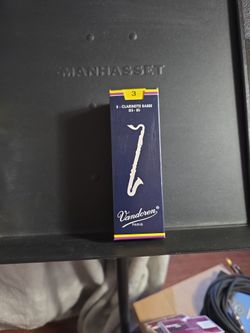 MANHASSET
3
5 - CLARINETTE BASSE
Vandoren
PARIS